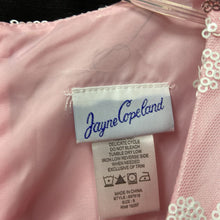 Jayne Copeland
DELICATE CYCLE
DO NOT BLEACH
TUMBLE DRY LOW
IRON LOW REVERSE SIDE
WHEN NEEDED
EXCLUSIVE OF TRIM
MADE IN CHINA